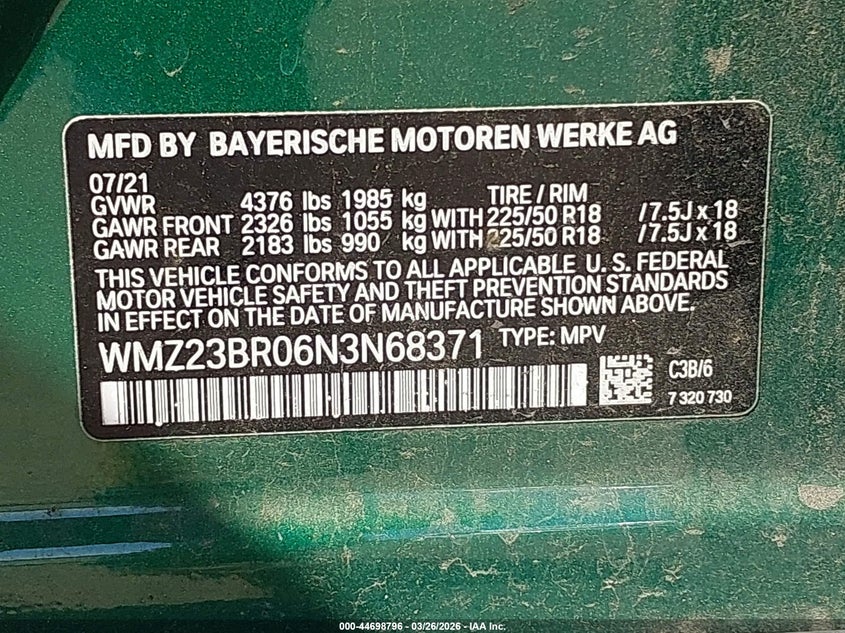 MFD BY BAYERISCHE MOTOREN WERKE AG
07/21 TIRE / RIM
GVWR 4376 lbs 1985 kg
GAWR FRONT 2326 lbs 1055 kg WITH 225/50 R18 /7.5J x 18
GAWR REAR 2183 lbs 990 kg WITH 225/50 R18 /7.5J x 18
THIS VEHICLE CONFORMS TO ALL APPLICABLE U. S. FEDERAL
MOTOR VEHICLE SAFETY AND THEFT PREVENTION STANDARDS
IN EFFECT ON THE DATE OF MANUFACTURE SHOWN ABOVE.
WMZ23BR06N3N68371 TYPE: MPV
C3B/6
7 320 730
000-44698796 - 03/26/2026 - IAA Inc.